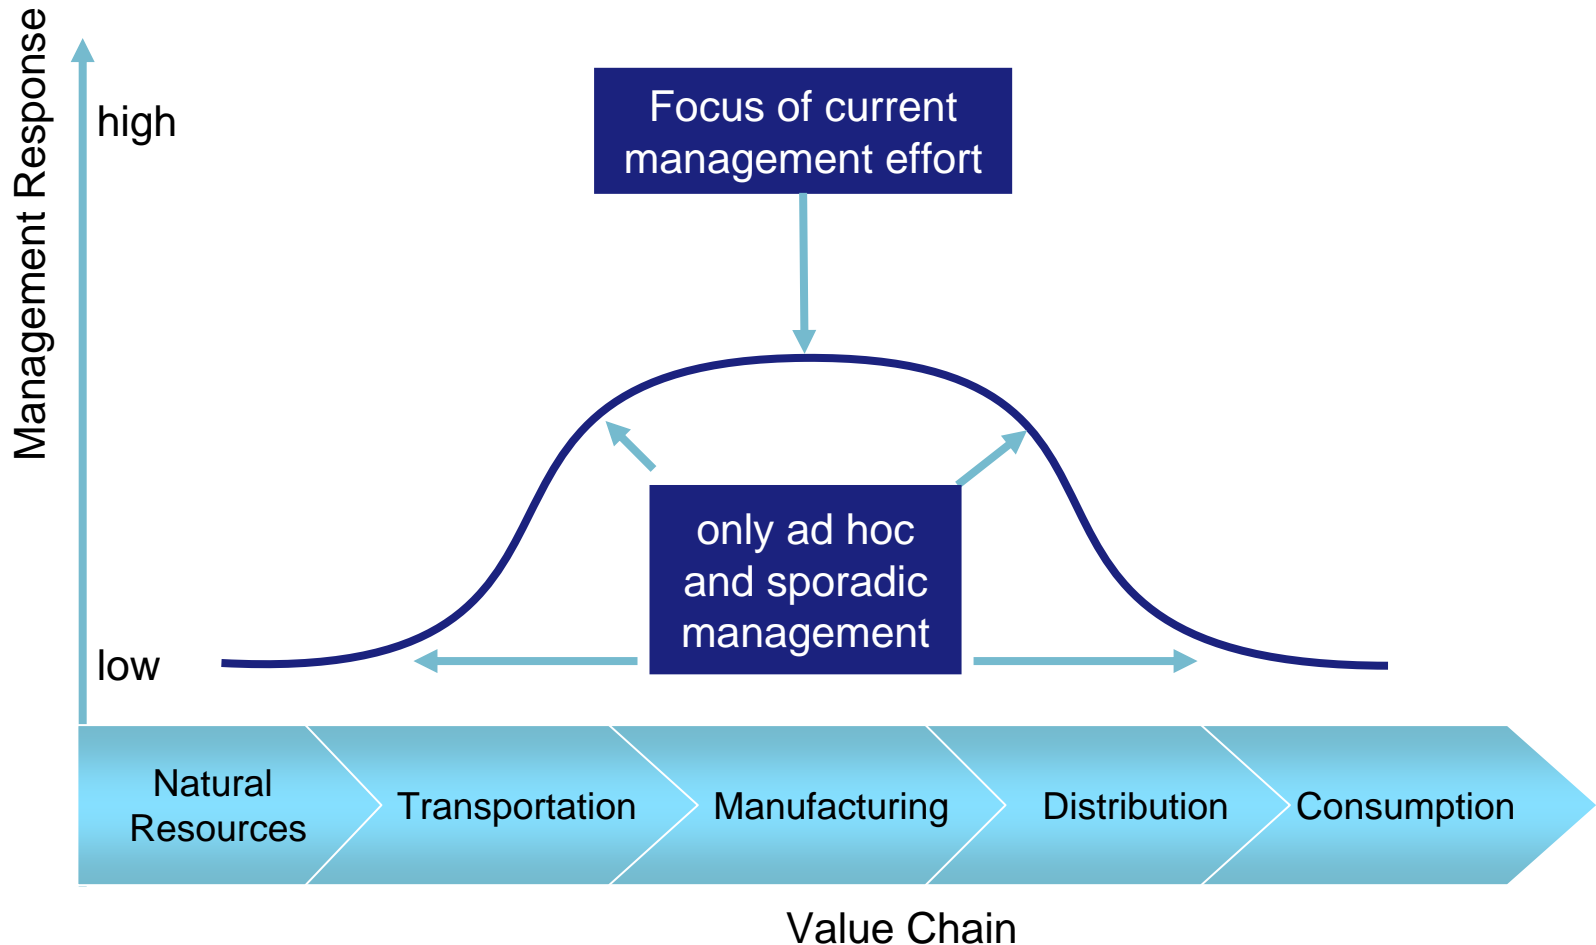 Management Response
high
Focus of current
management effort
only ad hoc
and sporadic
management
low
Natural
Resources
Transportation
Manufacturing
Distribution
Consumption
Value Chain